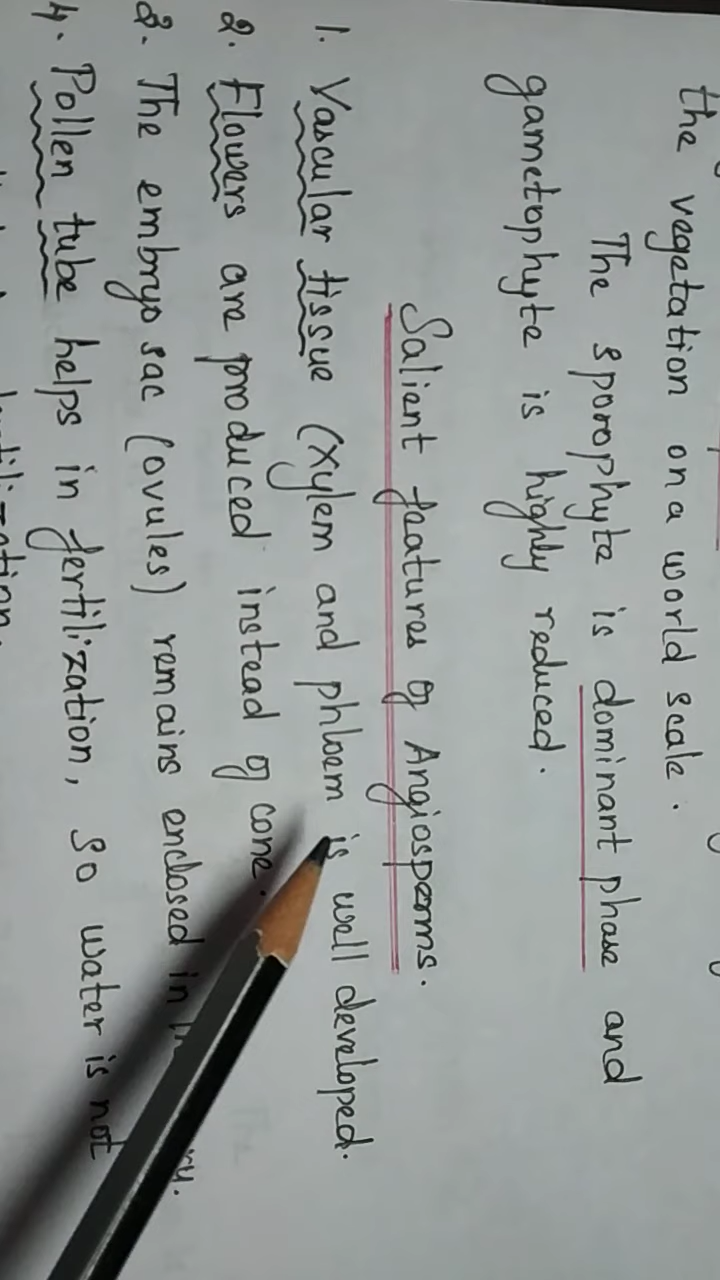 the vegetation on a world scale.
The sporophyte is dominant phase and
gametophyte is highly reduced.
Salient features of Angiosperms.
1. Vascular tissue (xylem and phloem is well developed.
2. Flowers are produced instead of cone.
3. The embryo sac (ovules) remains enclosed in
4. Pollen tube helps in fertilization, so water is not